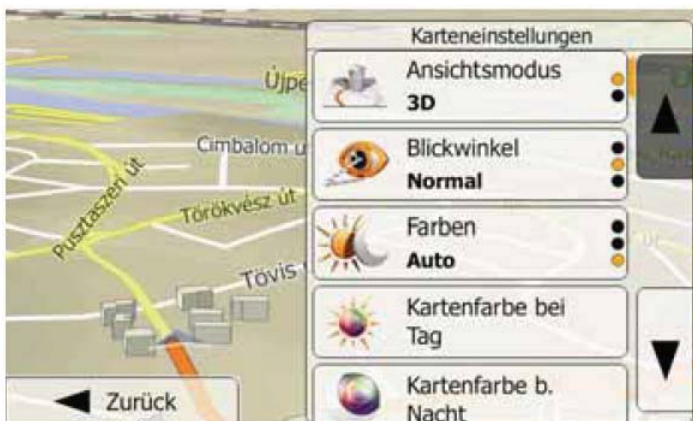 Karteneinstellungen
Ansichtsmodus
3D
Blickwinkel
Normal
Farben
Auto
Kartenfarbe bei
Tag
Kartenfarbe b.
Nacht
Cimbalom u
Pusztaszeri út
Törökvész út
Tövis
Zurück